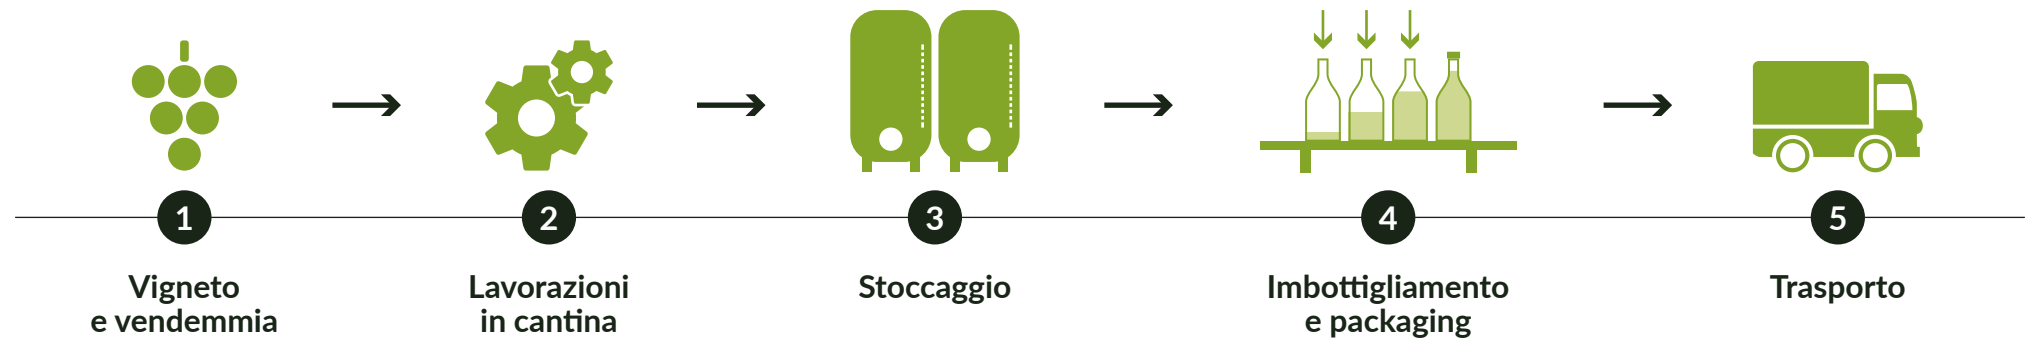 1
2
3
4
5
Vigneto
e vendemmia
Lavorazioni
in cantina
Stoccaggio
Imbottigliamento
e packaging
Trasporto